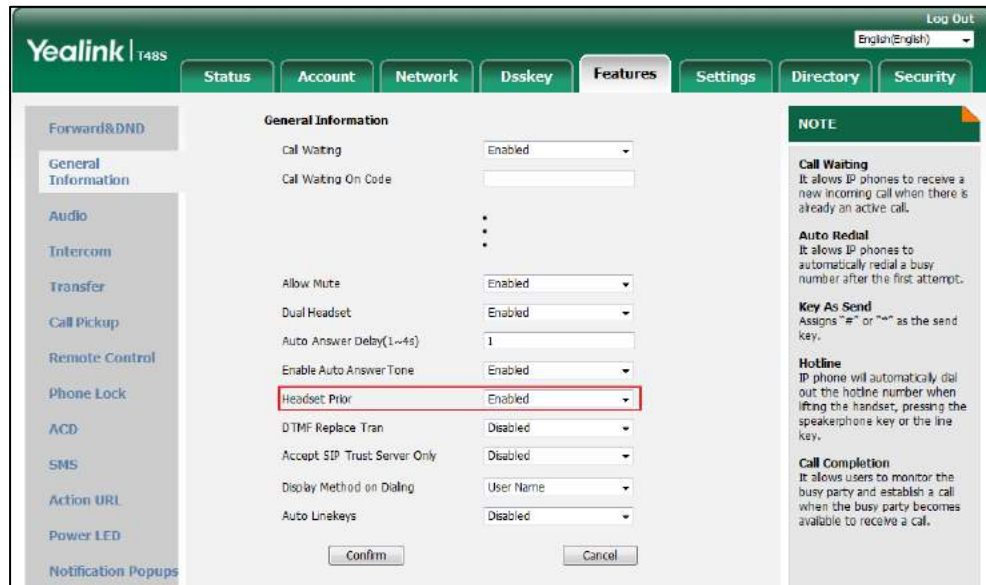 Log Out
Yealink | T48S
English(English)
Status Account Network Dsskey Features Settings Directory Security
Forward&DND
General
Information
Audio
Intercom
Transfer
Call Pickup
Remote Control
Phone Lock
ACD
SMS
Action URL
Power LED
Notification Popups
General Information
Call Waiting Enabled
Call Waiting On Code
Allow Mute Enabled
Dual Headset Enabled
Auto Answer Delay(1~4s) 1
Enable Auto Answer Tone Enabled
Headset Prior Enabled
DTMF Replace Tran Disabled
Accept SIP Trust Server Only Disabled
Display Method on Dialing User Name
Auto Linekeys Disabled
Confirm Cancel
NOTE
Call Waiting
It allows IP phones to receive a
new incoming call when there is
already an active call.
Auto Redial
It allows IP phones to
automatically redial a busy
number after the first attempt.
Key As Send
Assigns "#" or "*" as the send
key.
Hotline
IP phone will automatically dial
out the hotline number when
lifting the handset, pressing the
speakerphone key or the line
key.
Call Completion
It allows users to monitor the
busy party and establish a call
when the busy party becomes
available to receive a call.